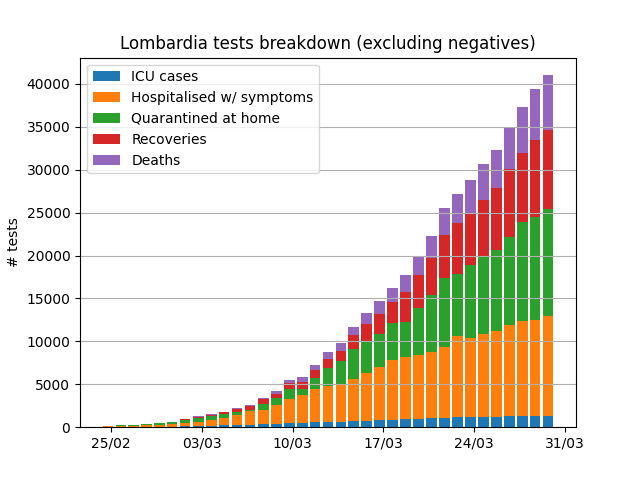 Lombardia tests breakdown (excluding negatives)
ICU cases
Hospitalised w/ symptoms
Quarantined at home
Recoveries
Deaths
# tests
40000
35000
30000
25000
20000
15000
10000
5000
0
25/02
03/03
10/03
17/03
24/03
31/03